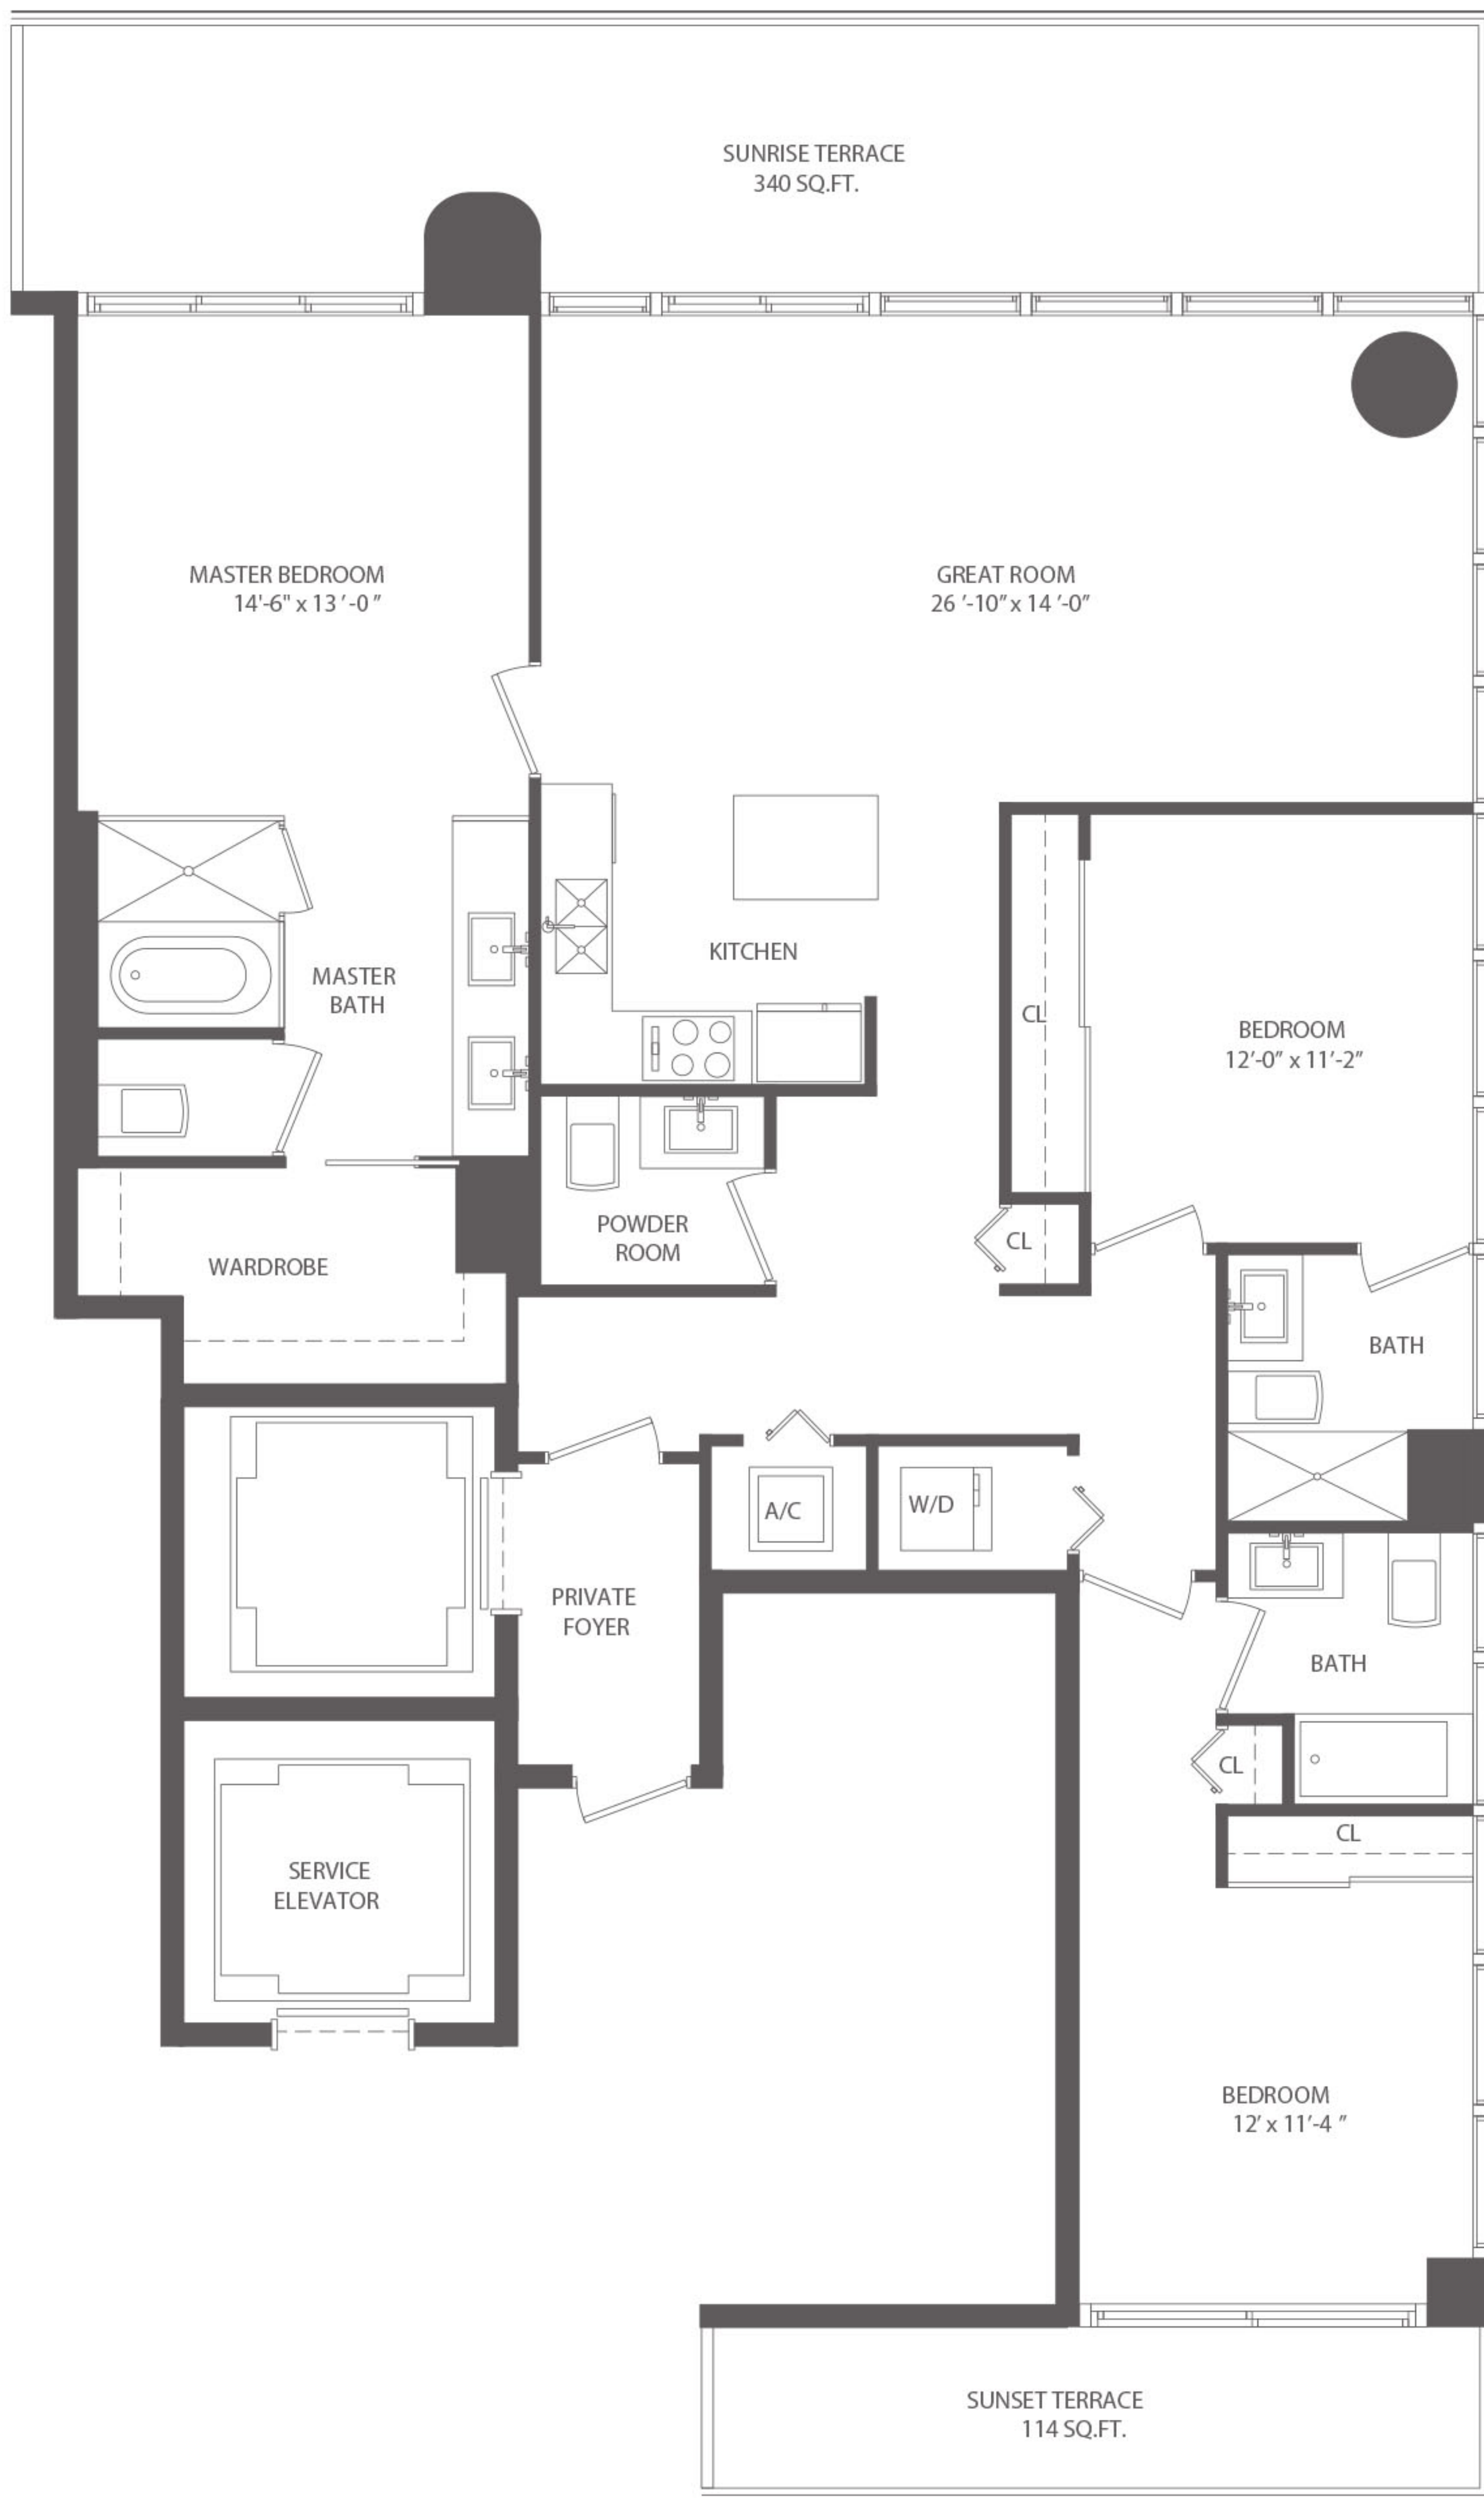 SUNRISE TERRACE
340 SQ.FT.
MASTER BEDROOM
14'-6" x 13 '-0 "
GREAT ROOM
26 '-10" x 14 '-0"
KITCHEN
MASTER
BATH
CL
BEDROOM
12'-0" x 11'-2"
POWDER
ROOM
CL
WARDROBE
BATH
A/C
W/D
PRIVATE
FOYER
BATH
CL
CL
SERVICE
ELEVATOR
BEDROOM
12' x 11'-4 "
SUNSET TERRACE
114 SQ.FT.